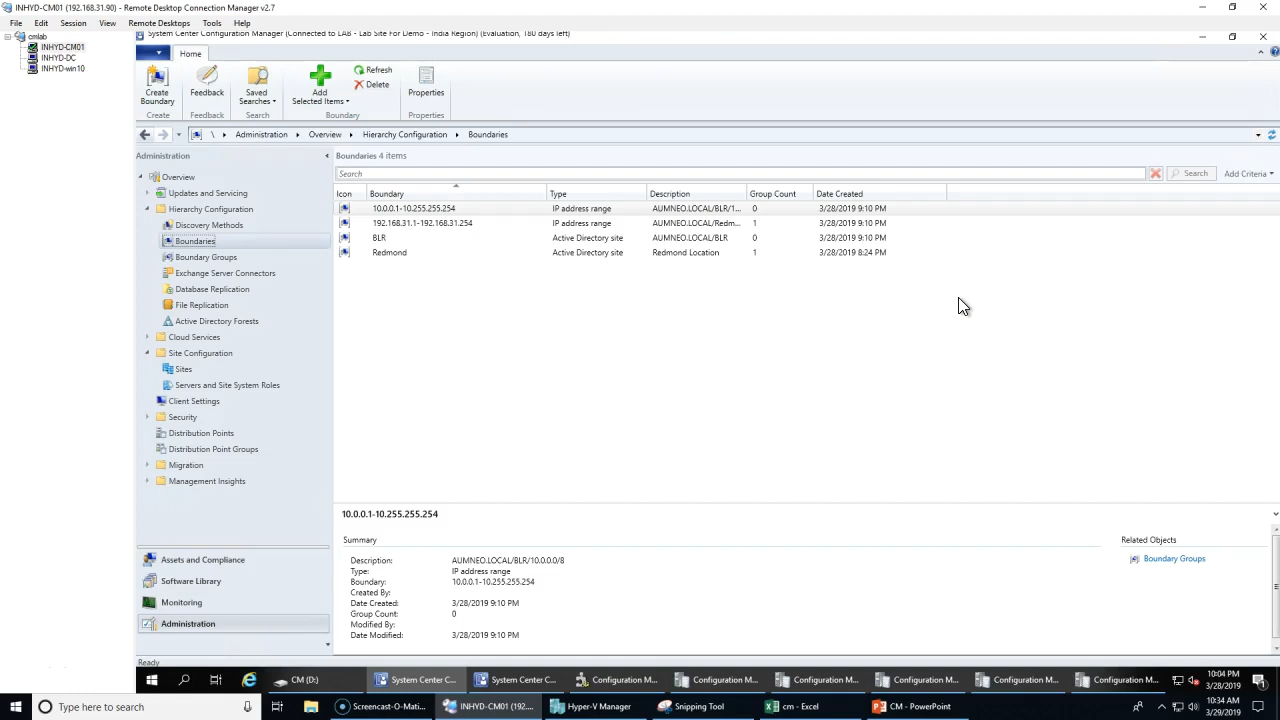 INHYD-CM01 (192.168.31.90) - Remote Desktop Connection Manager v2.7
File Edit Session View Remote Desktops Tools Help
cmlab
INHYD-CM01
INHYD-DC
INHYD-win10
System Center Configuration Manager (Connected to LAB - Lab Site For Demo - India Region) (Evaluation, 180 days left)
Home
Create Boundary
Feedback
Saved Searches
Add Selected Items
Refresh
Delete
Properties
Create Feedback Search Boundary Properties
\ Administration Overview Hierarchy Configuration Boundaries
Administration
Overview
Updates and Servicing
Hierarchy Configuration
Discovery Methods
Boundaries
Boundary Groups
Exchange Server Connectors
Database Replication
File Replication
Active Directory Forests
Cloud Services
Site Configuration
Sites
Servers and Site System Roles
Client Settings
Security
Distribution Points
Distribution Point Groups
Migration
Management Insights
Assets and Compliance
Software Library
Monitoring
Administration
Boundaries 4 items
Search Search Add Criteria
Icon Boundary Type Description Group Count Date Created
10.0.0.1-10.255.255.254 IP address range AUMNEO.LOCAL/BLR/1... 0 3/28/2019 9:10 PM
192.168.31.1-192.168.31.254 IP address range AUMNEO.LOCAL/Redm... 1 3/28/2019 9:10 PM
BLR Active Directory site AUMNEO.LOCAL/BLR 0 3/28/2019 9:10 PM
Redmond Active Directory site Redmond Location 1 3/28/2019 8:24 PM
10.0.0.1-10.255.255.254
Summary
Description: AUMNEO.LOCAL/BLR/10.0.0.0/8
Type: IP address range
Boundary: 10.0.0.1-10.255.255.254
Created By:
Date Created: 3/28/2019 9:10 PM
Group Count: 0
Modified By:
Date Modified: 3/28/2019 9:10 PM
Related Objects
Boundary Groups
Ready
CM (D:) System Center C... System Center C... Configuration M... Configuration M... Configuration M... Configuration M... Configuration M... Configuration M... 10:04 PM
3/28/2019
Type here to search Screencast-O-Mati... INHYD-CM01 (192.... Hyper-V Manager Snipping Tool cm - Excel CM - PowerPoint 10:34 AM
3/29/2019
1